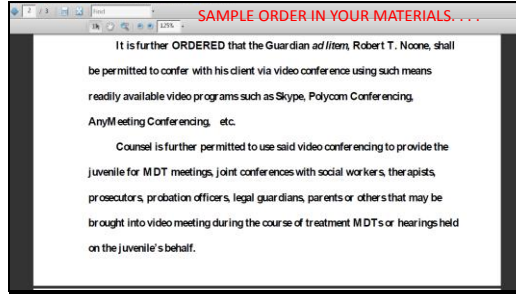 2 / 3 Find
SAMPLE ORDER IN YOUR MATERIALS. . . .
125%
It is further ORDERED that the Guardian ad litem, Robert T. Noone, shall
be permitted to confer with his client via video conference using such means
readily available video programs such as Skype, Polycom Conferencing,
AnyMeeting Conferencing, etc.
Counsel is further permitted to use said video conferencing to provide the
juvenile for MDT meetings, joint conferences with social workers, therapists,
prosecutors, probation officers, legal guardians, parents or others that may be
brought into video meeting during the course of treatment MDTs or hearings held
on the juvenile's behalf.